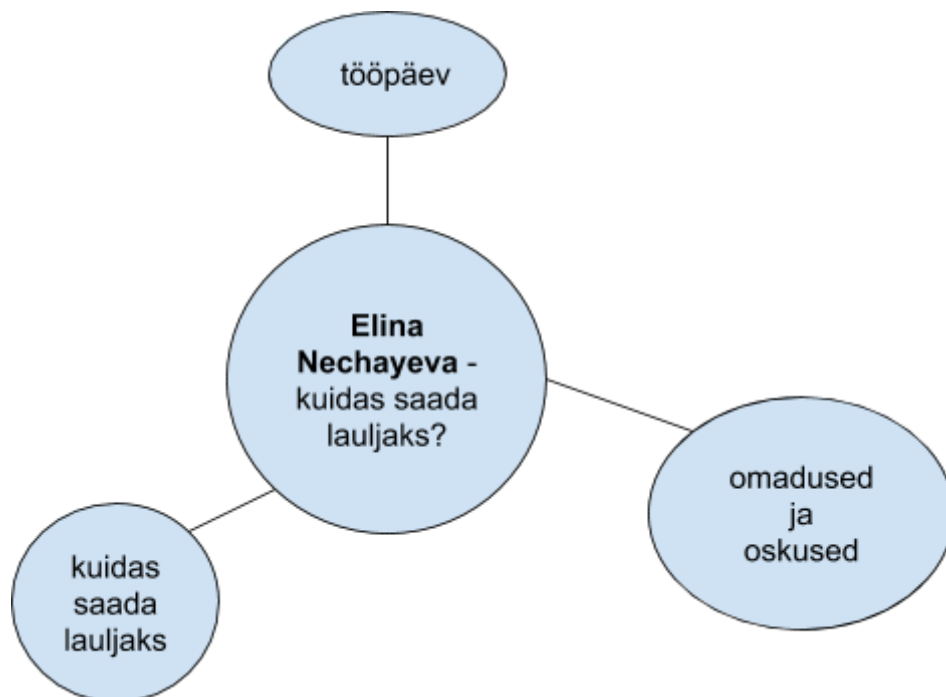 tööpäev
Elina
Nechayeva -
kuidas saada
lauljaks?
omadused
ja
oskused
kuidas
saada
lauljaks